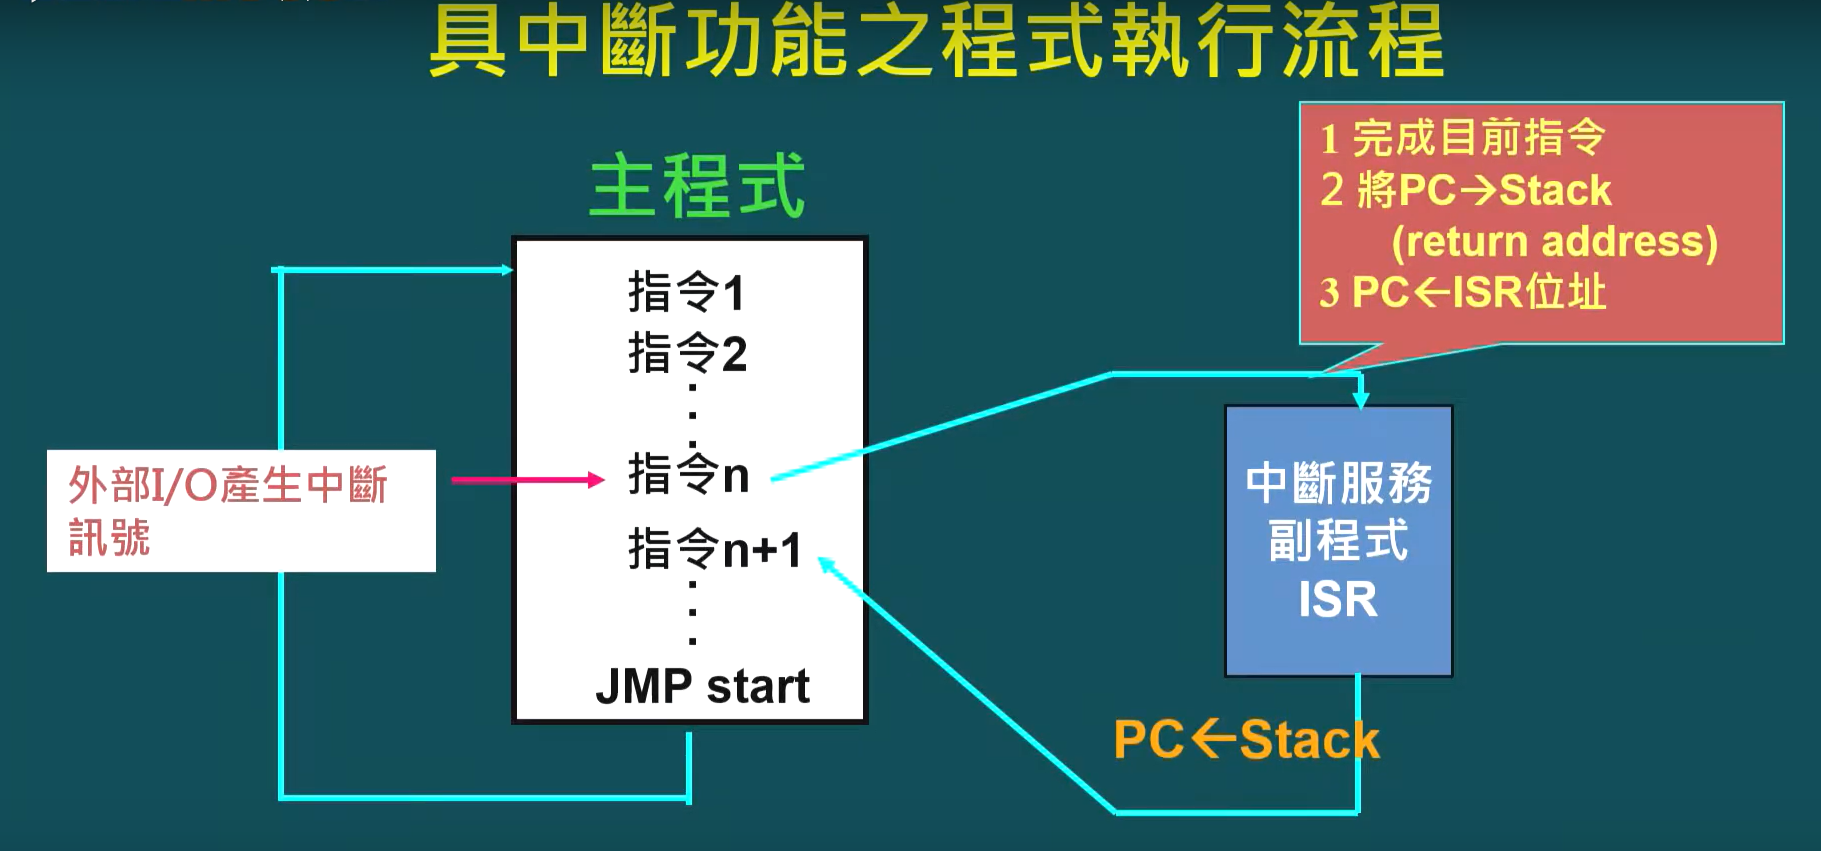 具中斷功能之程式執行流程
主程式
指令1
指令2
.
.
.
指令n
指令n+1
.
.
.
JMP start
外部I/O產生中斷
訊號
1 完成目前指令
2 將PC→Stack
(return address)
3 PC←ISR位址
中斷服務
副程式
ISR
PC←Stack